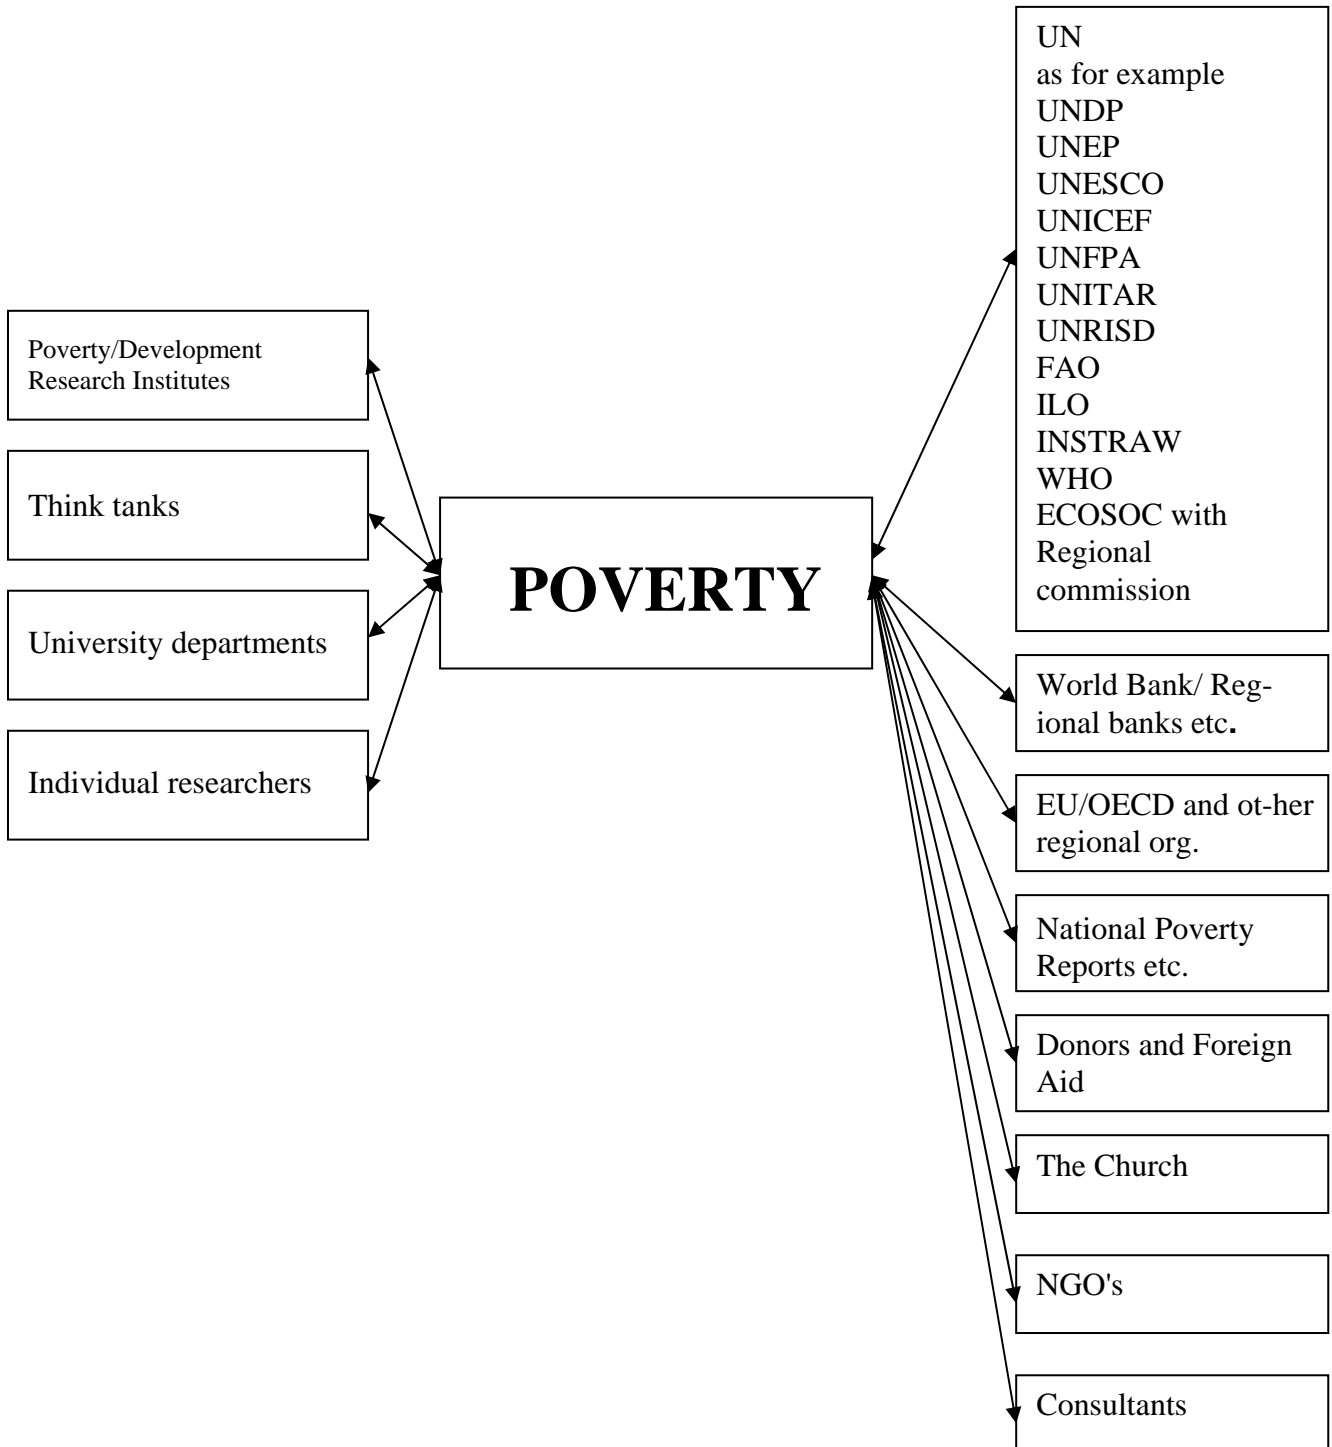 Poverty/Development
Research Institutes
Think tanks
University departments
Individual researchers
POVERTY
UN
as for example
UNDP
UNEP
UNESCO
UNICEF
UNFPA
UNITAR
UNRISD
FAO
ILO
INSTRAW
WHO
ECOSOC with
Regional
commission
World Bank/ Reg-
ional banks etc.
EU/OECD and ot-her
regional org.
National Poverty
Reports etc.
Donors and Foreign
Aid
The Church
NGO's
Consultants